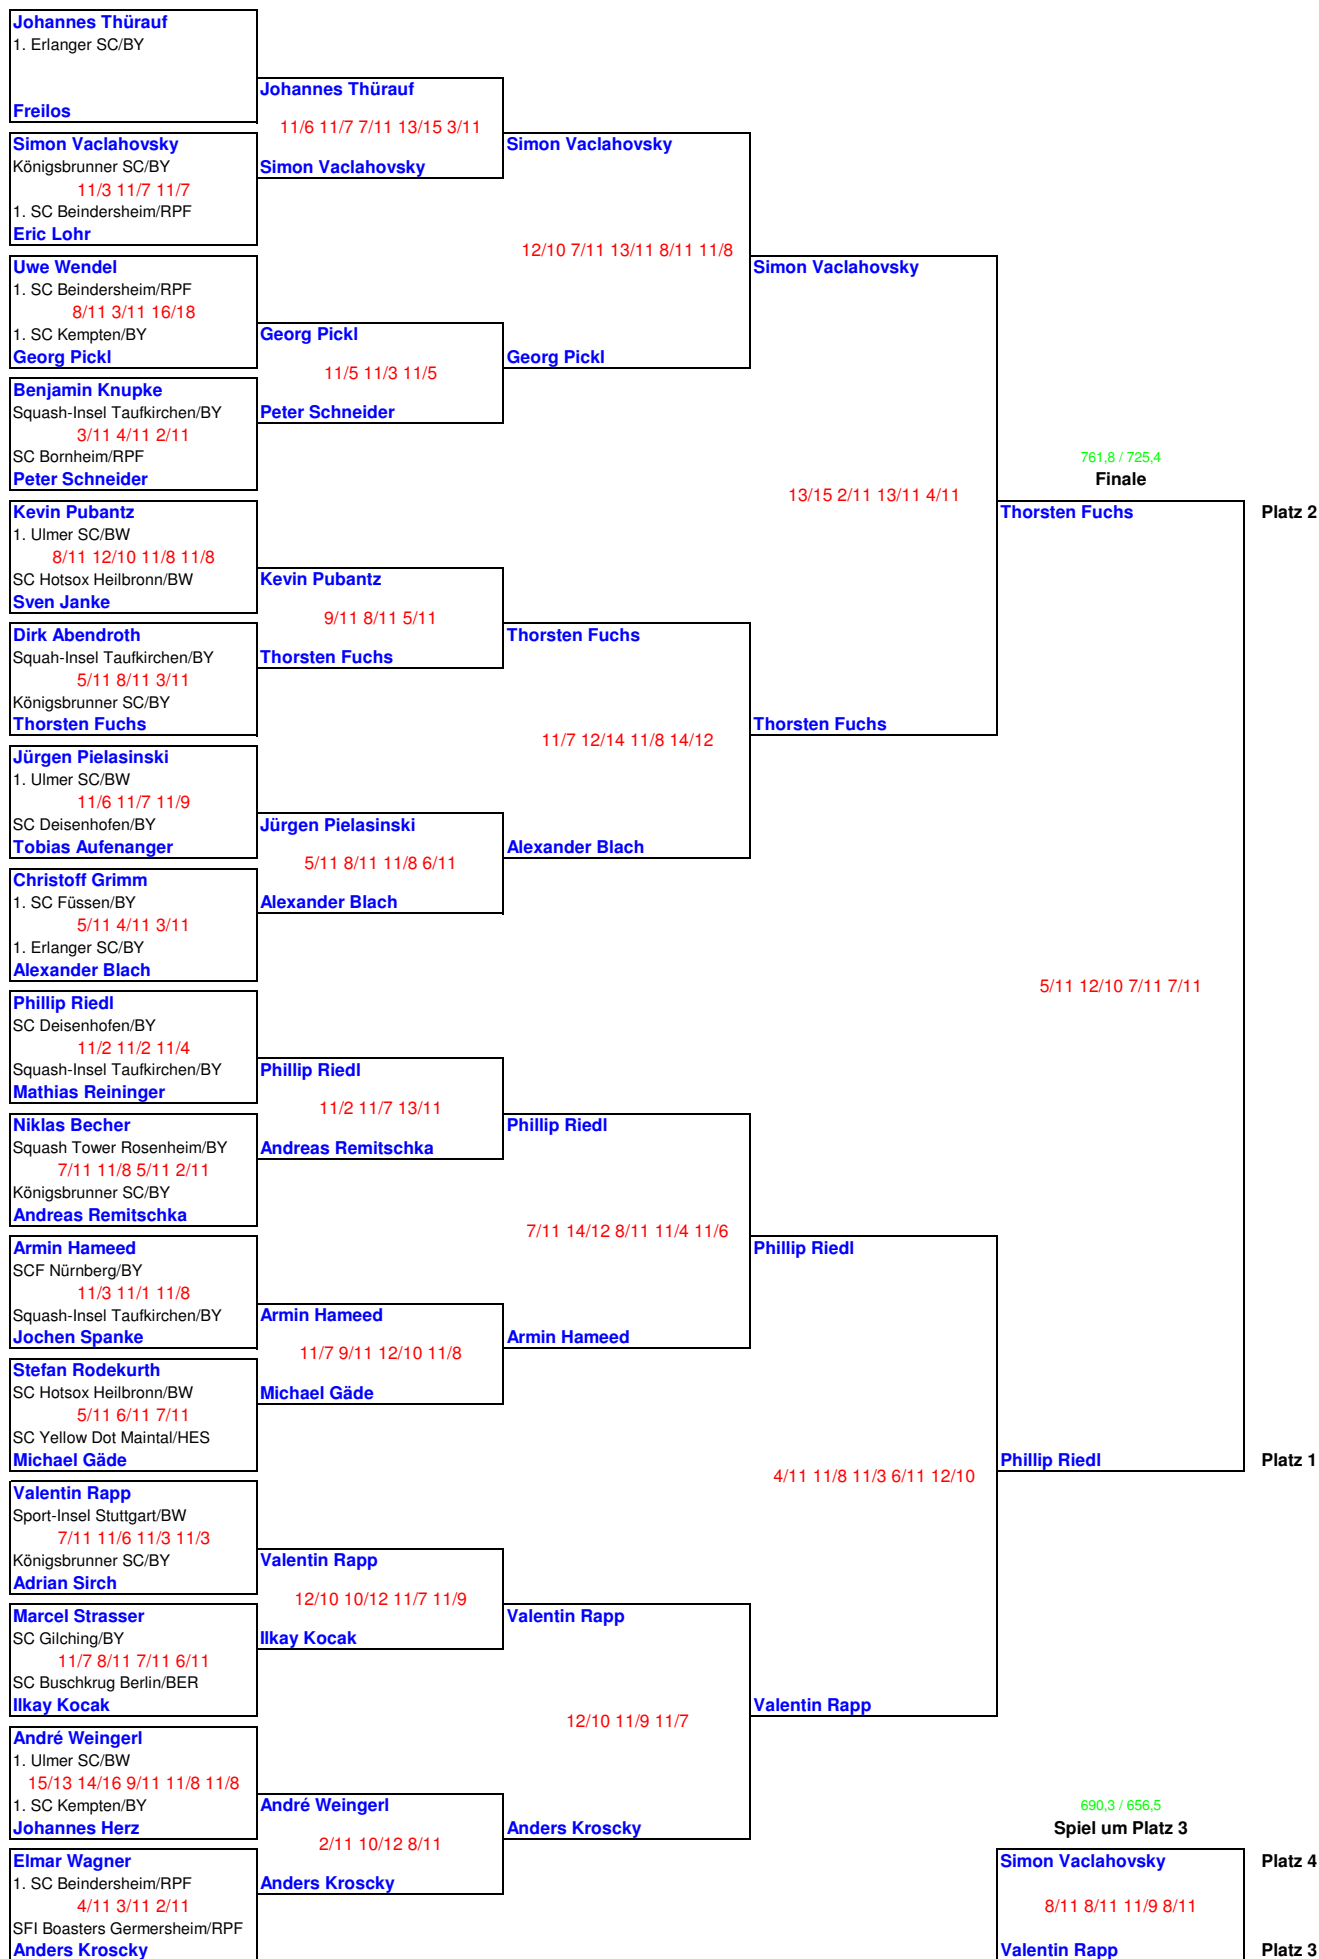 Johannes Thürauf
1. Erlanger SC/BY
Freilos
Simon Vaclahovsky
Königsbrunner SC/BY
11/3 11/7 11/7
1. SC Beindersheim/RPF
Eric Lohr
Uwe Wendel
1. SC Beindersheim/RPF
8/11 3/11 16/18
1. SC Kempten/BY
Georg Pickl
Benjamin Knupke
Squash-Insel Taufkirchen/BY
3/11 4/11 2/11
SC Bornheim/RPF
Peter Schneider
Kevin Pubantz
1. Ulmer SC/BW
8/11 12/10 11/8 11/8
SC Hotsox Heilbronn/BW
Sven Janke
Dirk Abendroth
Squah-Insel Taufkirchen/BY
5/11 8/11 3/11
Königsbrunner SC/BY
Thorsten Fuchs
Jürgen Pielasinski
1. Ulmer SC/BW
11/6 11/7 11/9
SC Deisenhofen/BY
Tobias Aufenanger
Christoff Grimm
1. SC Füssen/BY
5/11 4/11 3/11
1. Erlanger SC/BY
Alexander Blach
Phillip Riedl
SC Deisenhofen/BY
11/2 11/2 11/4
Squash-Insel Taufkirchen/BY
Mathias Reininger
Niklas Becher
Squash Tower Rosenheim/BY
7/11 11/8 5/11 2/11
Königsbrunner SC/BY
Andreas Remitschka
Armin Hameed
SCF Nürnberg/BY
11/3 11/1 11/8
Squash-Insel Taufkirchen/BY
Jochen Spanke
Stefan Rodekurth
SC Hotsox Heilbronn/BW
5/11 6/11 7/11
SC Yellow Dot Maintal/HES
Michael Gäde
Valentin Rapp
Sport-Insel Stuttgart/BW
7/11 11/6 11/3 11/3
Königsbrunner SC/BY
Adrian Sirch
Marcel Strasser
SC Gilching/BY
11/7 8/11 7/11 6/11
SC Buschkrug Berlin/BER
Ilkay Kocak
André Weingerl
1. Ulmer SC/BW
15/13 14/16 9/11 11/8 11/8
1. SC Kempten/BY
Johannes Herz
Elmar Wagner
1. SC Beindersheim/RPF
4/11 3/11 2/11
SFI Boasters Germersheim/RPF
Anders Kroscky
Johannes Thürauf
11/6 11/7 7/11 13/15 3/11
Simon Vaclahovsky
Georg Pickl
11/5 11/3 11/5
Peter Schneider
Kevin Pubantz
9/11 8/11 5/11
Thorsten Fuchs
Jürgen Pielasinski
5/11 8/11 11/8 6/11
Alexander Blach
Phillip Riedl
11/2 11/7 13/11
Andreas Remitschka
Armin Hameed
11/7 9/11 12/10 11/8
Michael Gäde
Valentin Rapp
12/10 10/12 11/7 11/9
Ilkay Kocak
André Weingerl
2/11 10/12 8/11
Anders Kroscky
Simon Vaclahovsky
12/10 7/11 13/11 8/11 11/8
Georg Pickl
Thorsten Fuchs
11/7 12/14 11/8 14/12
Alexander Blach
Phillip Riedl
7/11 14/12 8/11 11/4 11/6
Armin Hameed
Valentin Rapp
12/10 11/9 11/7
Anders Kroscky
Simon Vaclahovsky
13/15 2/11 13/11 4/11
Thorsten Fuchs
Phillip Riedl
4/11 11/8 11/3 6/11 12/10
Valentin Rapp
761,8 / 725,4
Finale
Thorsten Fuchs Platz 2
5/11 12/10 7/11 7/11
Phillip Riedl Platz 1
690,3 / 656,5
Spiel um Platz 3
Simon Vaclahovsky Platz 4
8/11 8/11 11/9 8/11
Valentin Rapp Platz 3